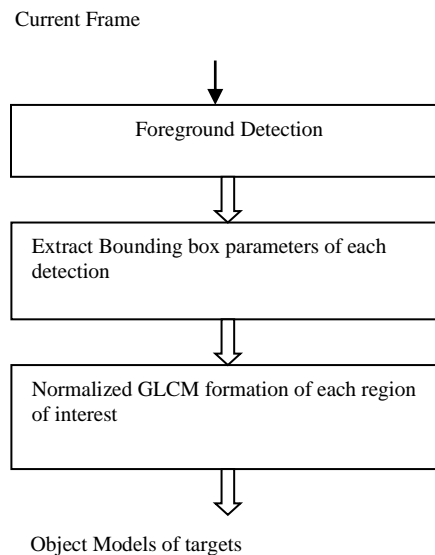 Current Frame
Foreground Detection
Extract Bounding box parameters of each
detection
Normalized GLCM formation of each region
of interest
Object Models of targets